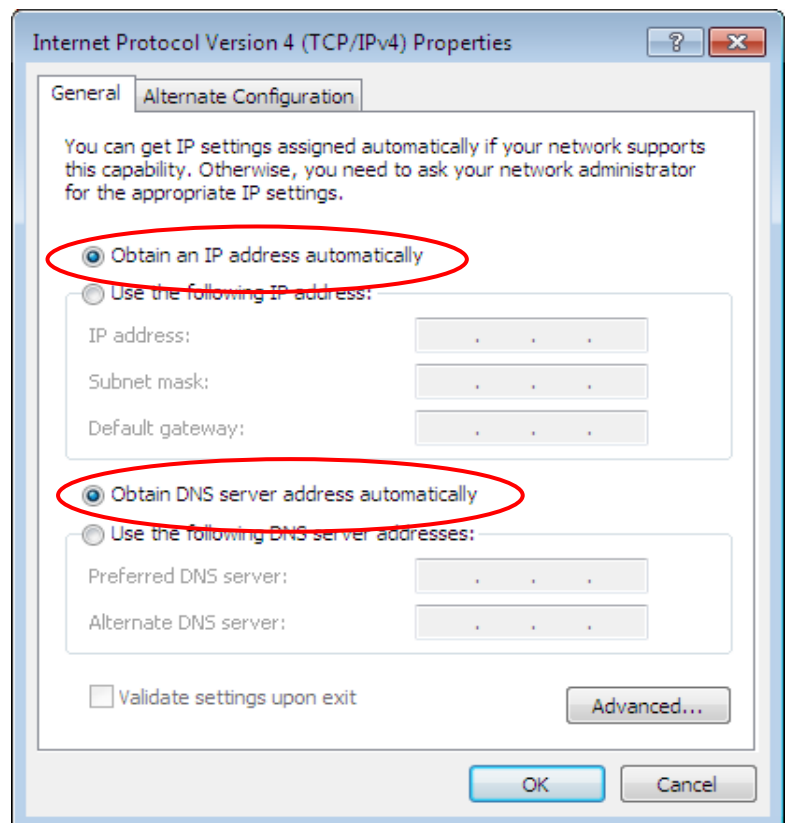 Internet Protocol Version 4 (TCP/IPv4) Properties
General
Alternate Configuration
You can get IP settings assigned automatically if your network supports
this capability. Otherwise, you need to ask your network administrator
for the appropriate IP settings.
Obtain an IP address automatically
Use the following IP address:
IP address:
Subnet mask:
Default gateway:
Obtain DNS server address automatically
Use the following DNS server addresses:
Preferred DNS server:
Alternate DNS server:
Validate settings upon exit
Advanced...
OK
Cancel